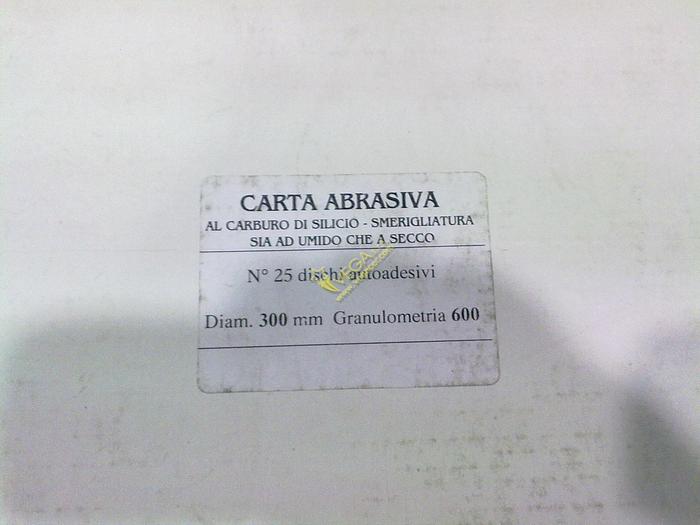 CARTA ABRASIVA
AL CARBURO DI SILICIO - SMERIGLIATURA
SIA AD UMIDO CHE A SECCO
N° 25 dischi autoadesivi
Diam. 300 mm Granulometria 600
VEGA